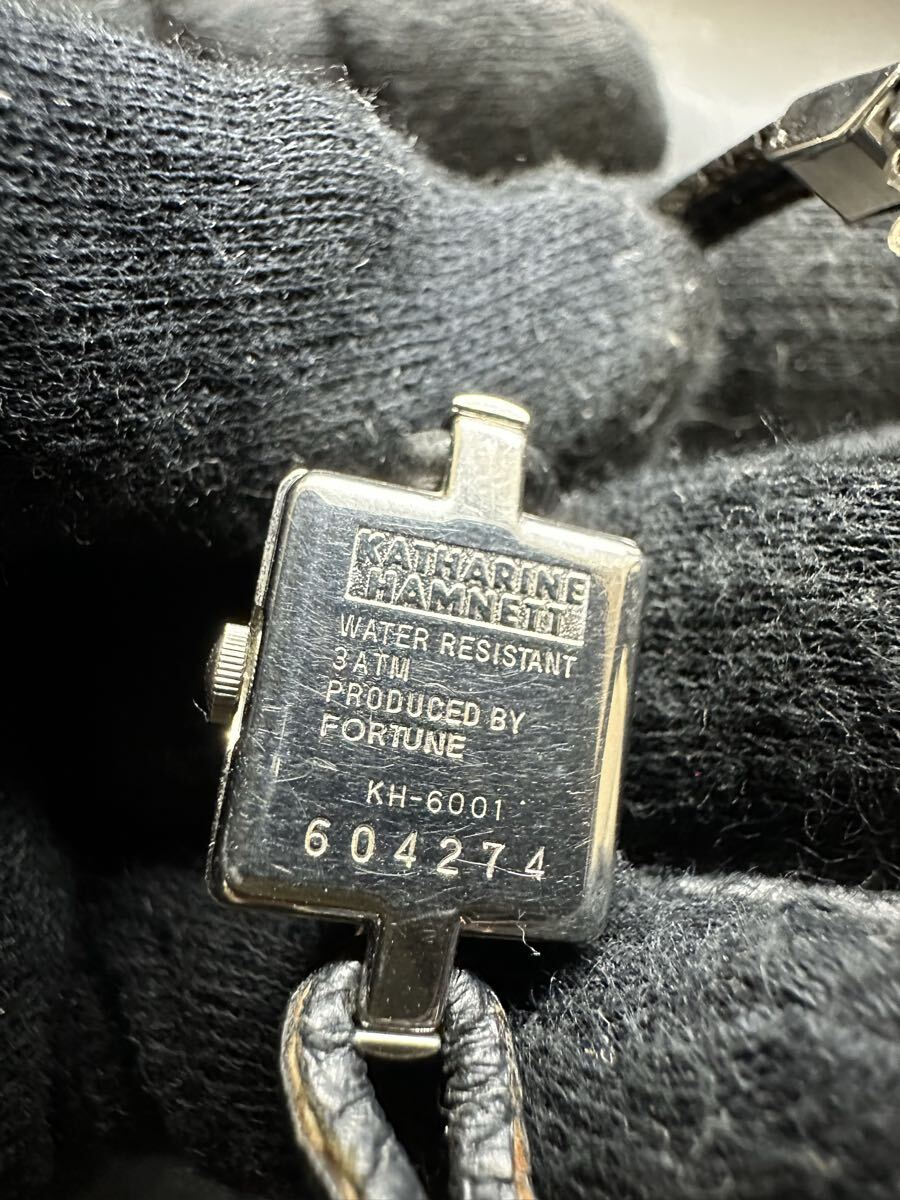 KATHARINE
HAMNETT
WATER RESISTANT
3ATM
PRODUCED BY
FORTUNE
KH-6001
604274